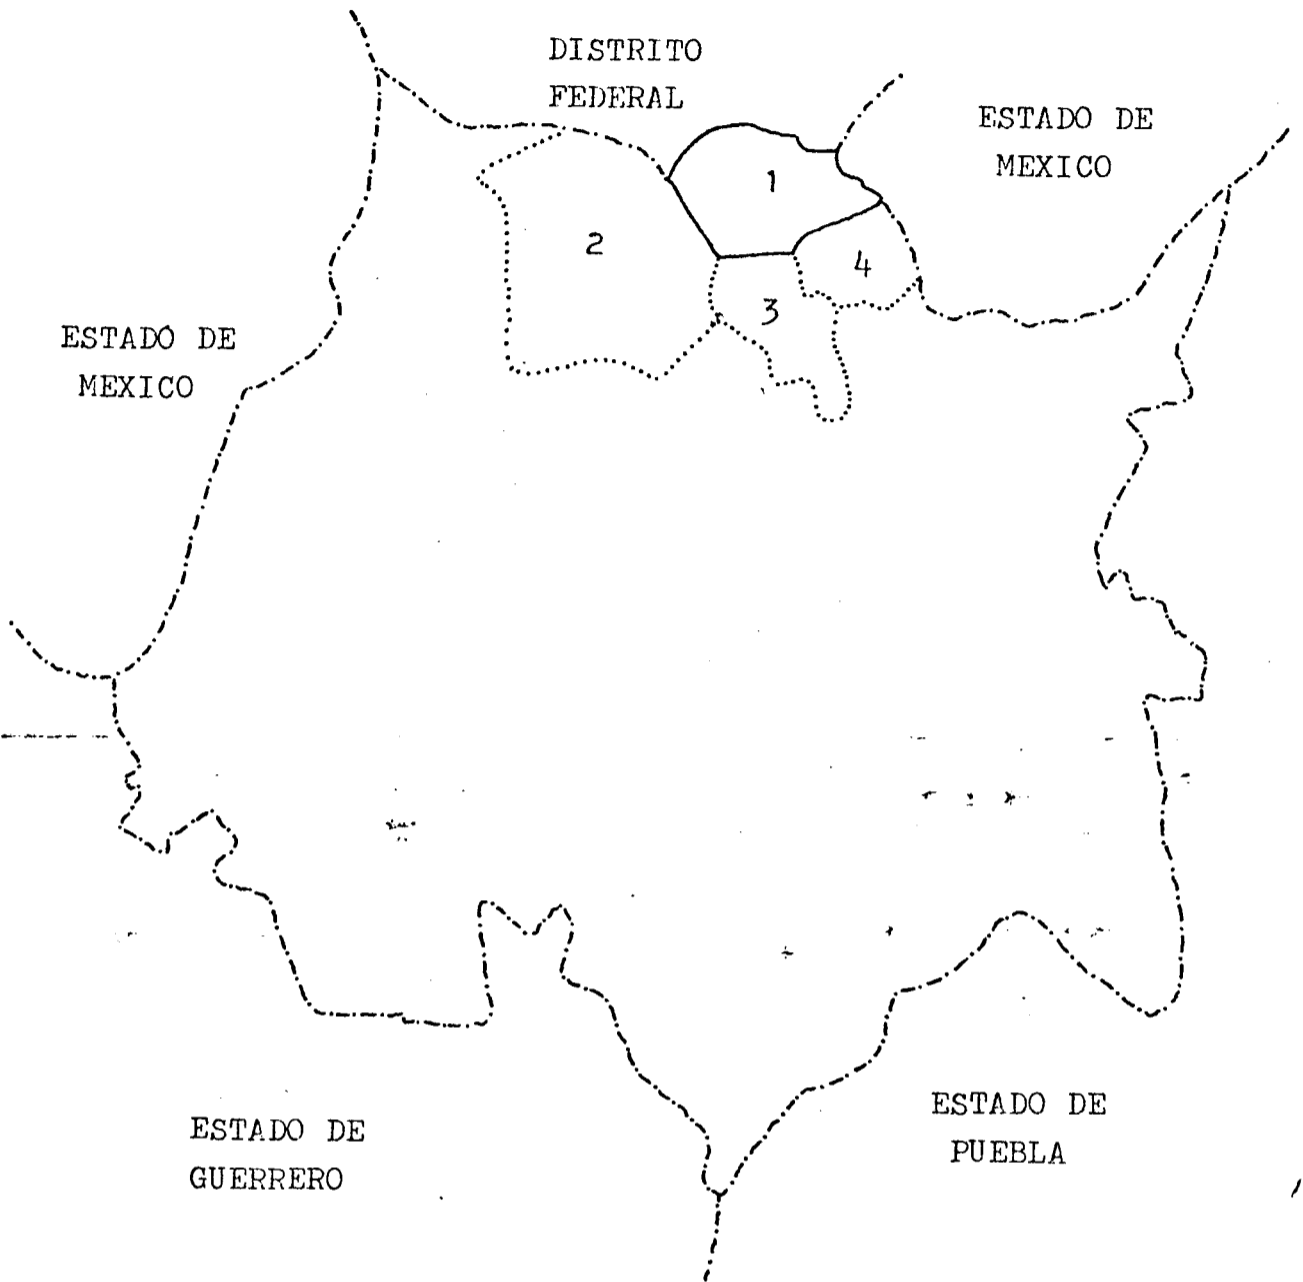 DISTRITO
FEDERAL
ESTADO DE
MEXICO
1
2
4
3
ESTADO DE
MEXICO
ESTADO DE
PUEBLA
ESTADO DE
GUERRERO